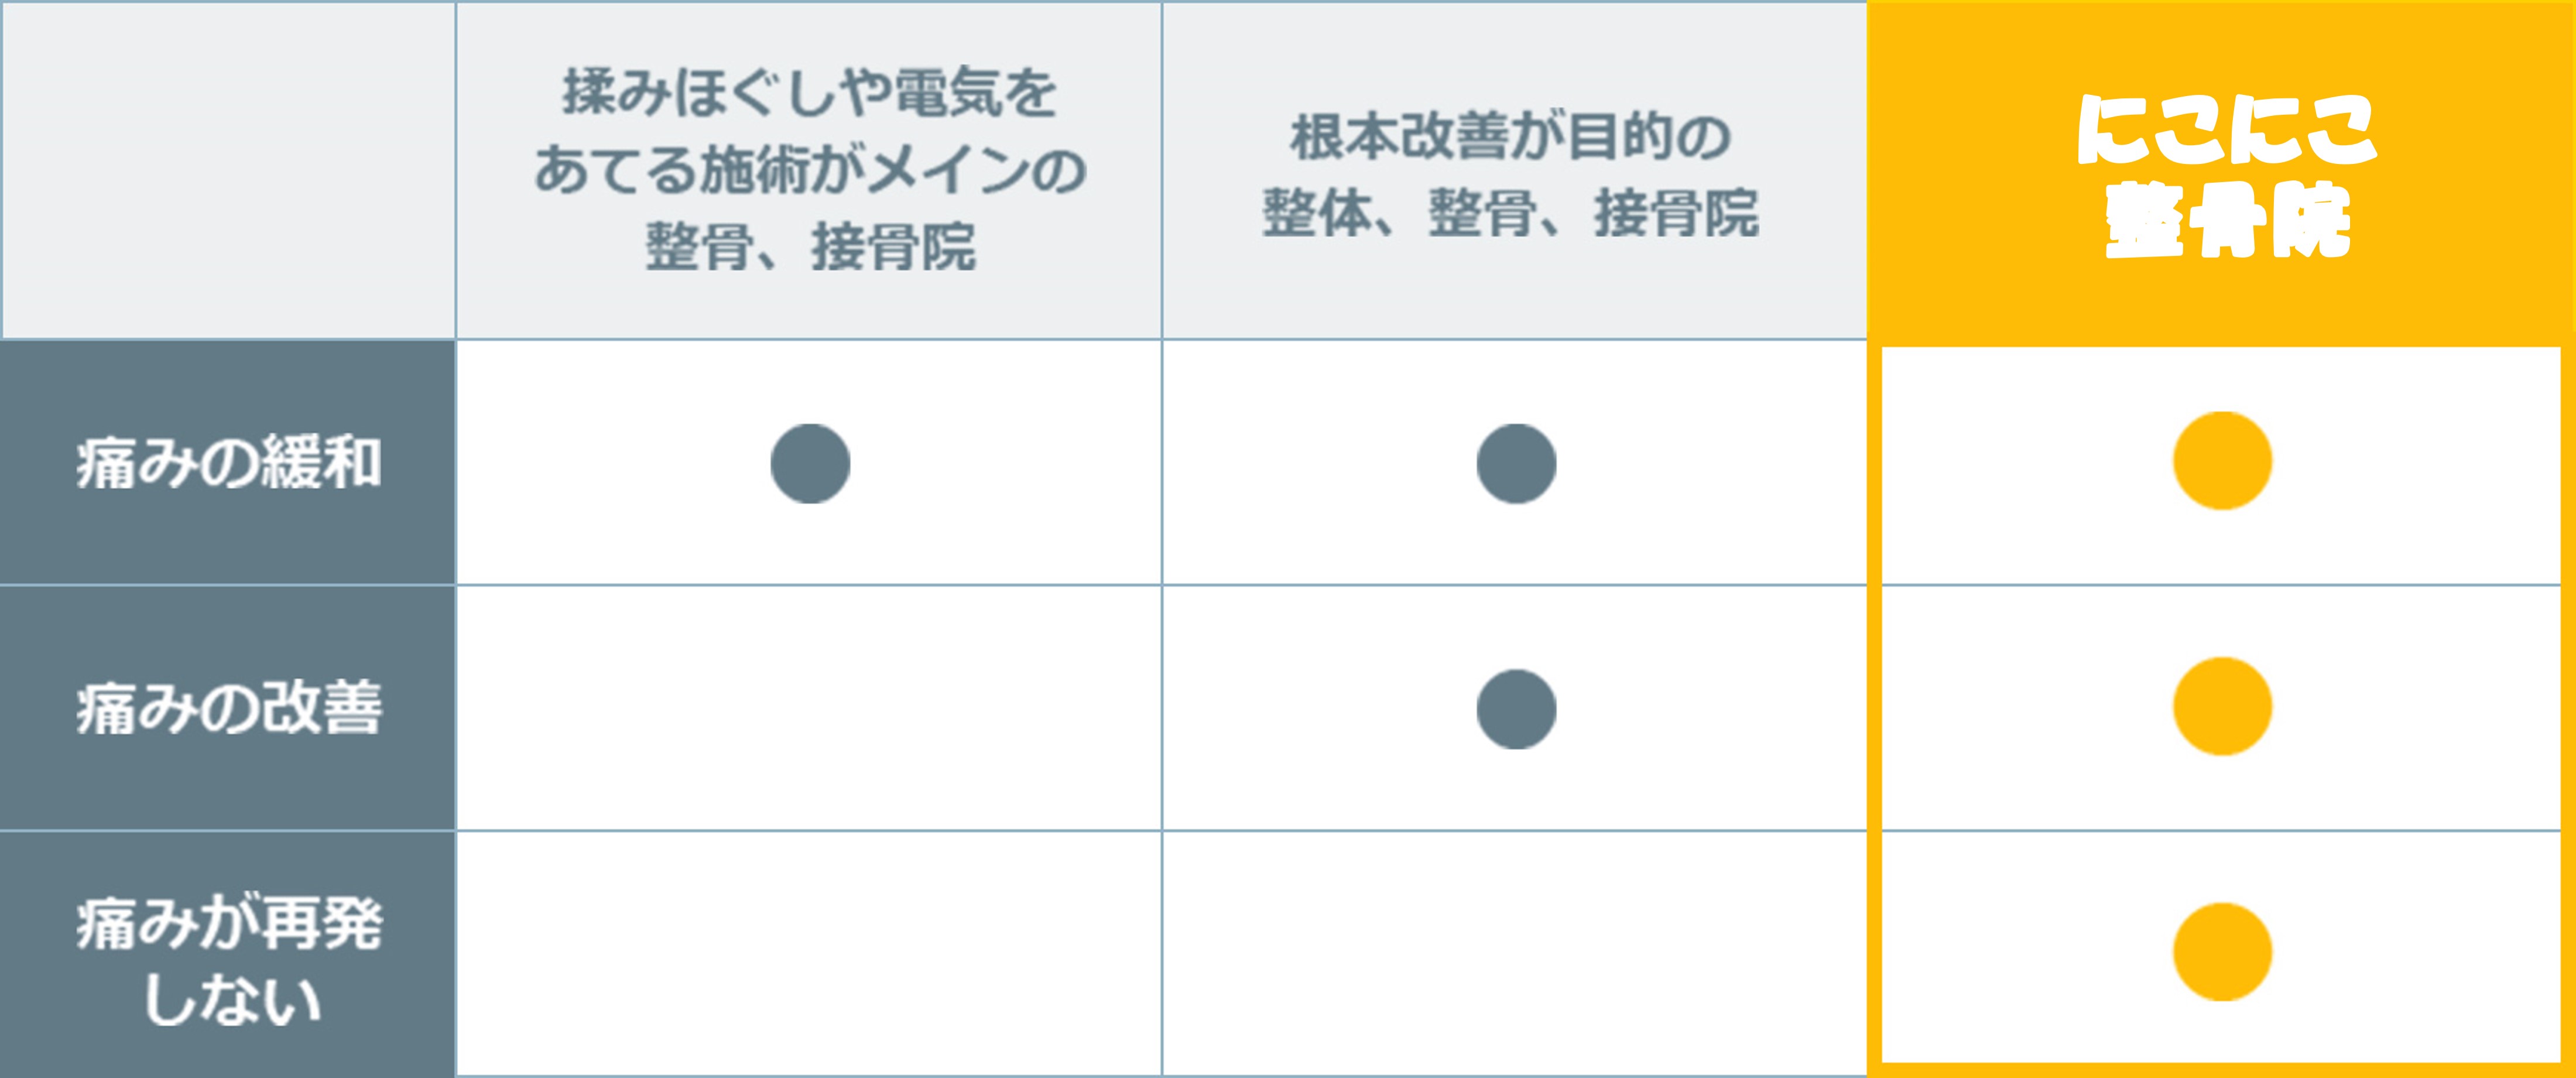 揉みほぐしや電気を
あてる施術がメインの
整骨、接骨院
根本改善が目的の
整体、整骨、接骨院
にこにこ
整骨院
痛みの緩和
痛みの改善
痛みが再発
しない